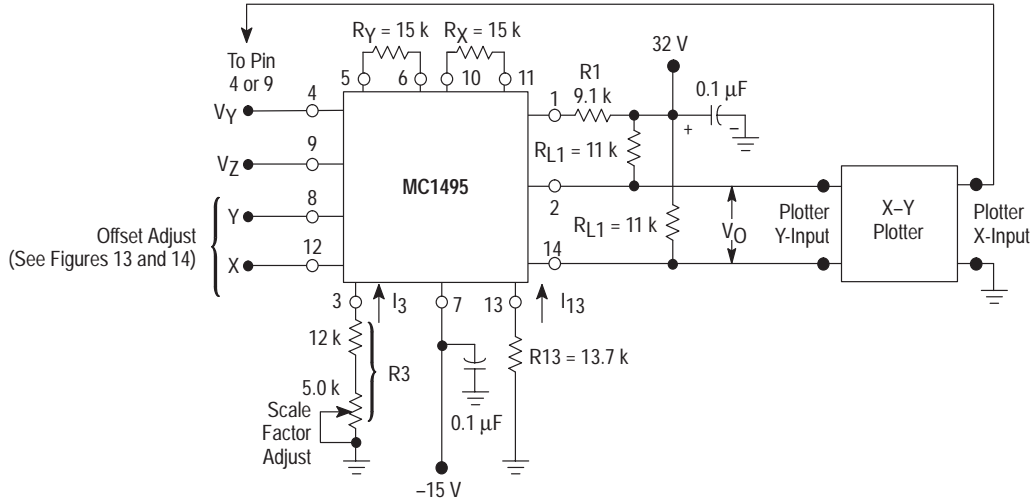 To Pin
4 or 9
RY = 15 k
RX = 15 k
5
6
10
11
32 V
R1
9.1 k
0.1 µF
+
–
4
VY
9
VZ
8
Y
12
X
Offset Adjust
(See Figures 13 and 14)
MC1495
1
RL1 = 11 k
2
RL1 = 11 k
14
VO
Plotter
Y-Input
X–Y
Plotter
Plotter
X-Input
3
I3
7
13
I13
12 k
R3
5.0 k
Scale
Factor
Adjust
0.1 µF
R13 = 13.7 k
–15 V